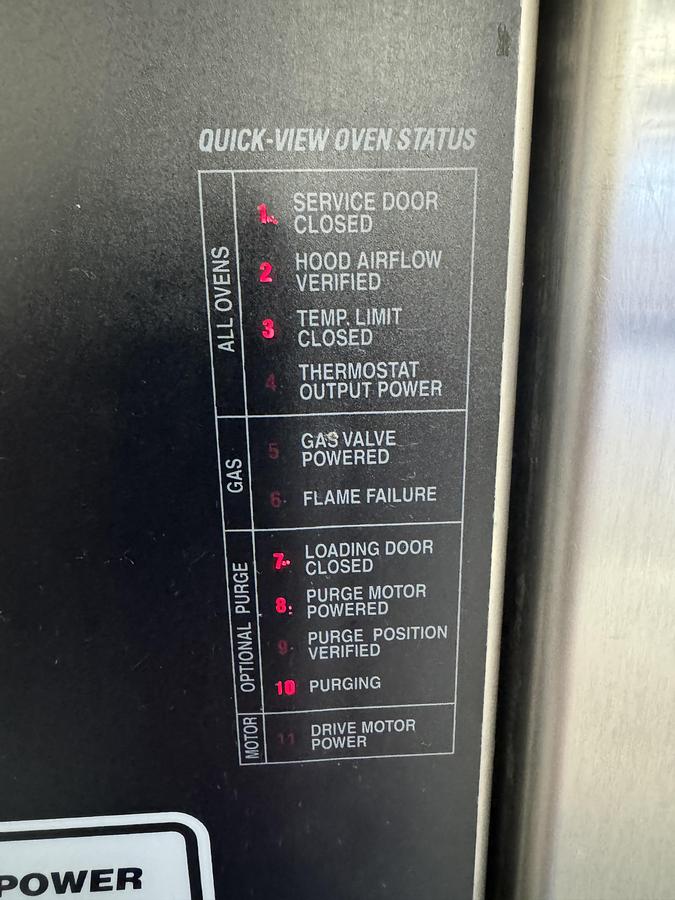 QUICK-VIEW OVEN STATUS
ALL OVENS
1 SERVICE DOOR
CLOSED
2 HOOD AIRFLOW
VERIFIED
3 TEMP. LIMIT
CLOSED
4 THERMOSTAT
OUTPUT POWER
GAS
5 GAS VALVE
POWERED
6 FLAME FAILURE
OPTIONAL PURGE
7 LOADING DOOR
CLOSED
8 PURGE MOTOR
POWERED
9 PURGE POSITION
VERIFIED
10 PURGING
MOTOR
11 DRIVE MOTOR
POWER
POWER